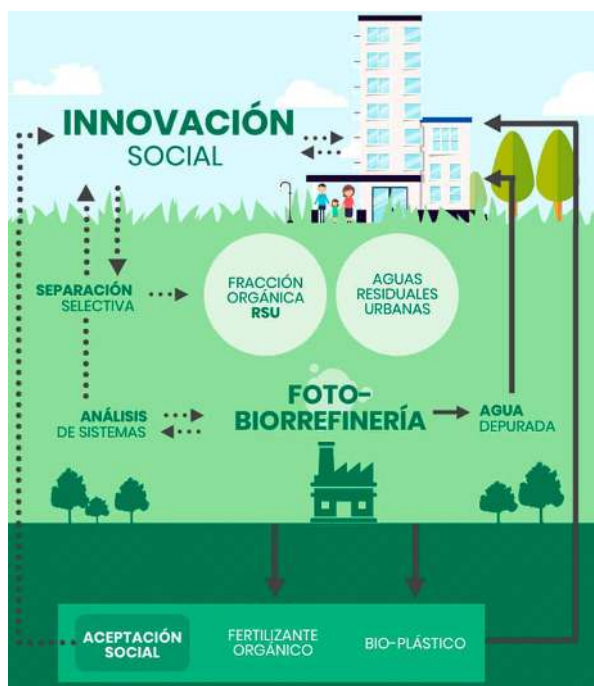 INNOVACIÓN
SOCIAL
SEPARACIÓN
SELECTIVA
FRACCIÓN
ORGÁNICA
RSU
AGUAS
RESIDUALES
URBANAS
ANÁLISIS
DE SISTEMAS
FOTO-
BIORREFINERÍA
AGUA
DEPURADA
ACEPTACIÓN
SOCIAL
FERTILIZANTE
ORGÁNICO
BIO-PLÁSTICO